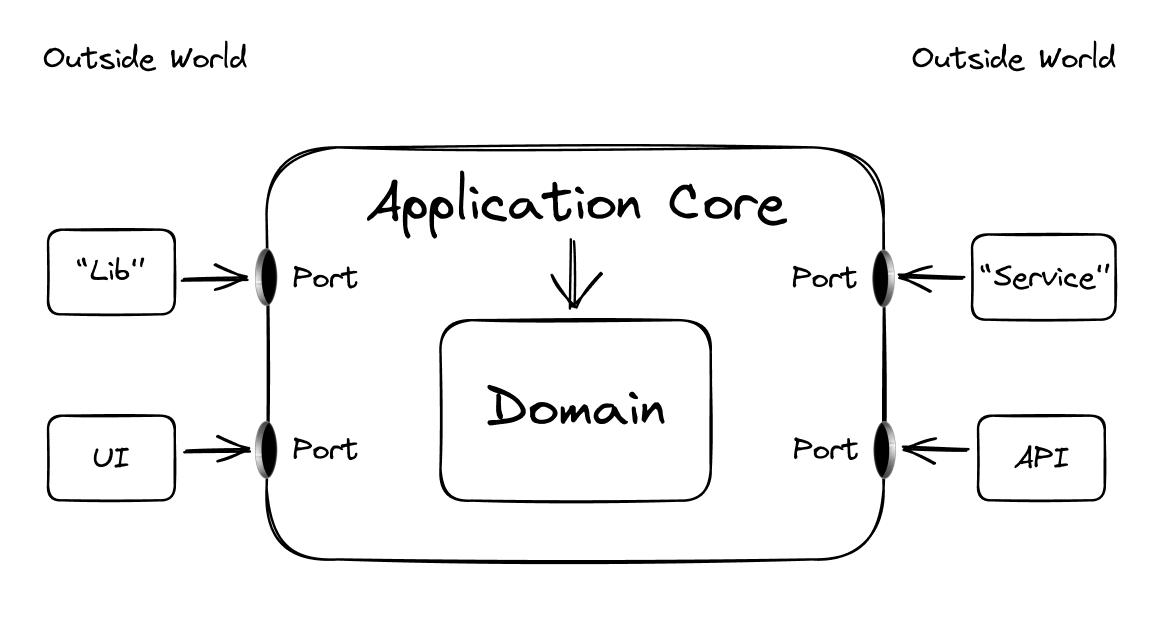 Outside World
Outside World
Application Core
"Lib"
Port
Port
"Service"
Domain
UI
Port
Port
API